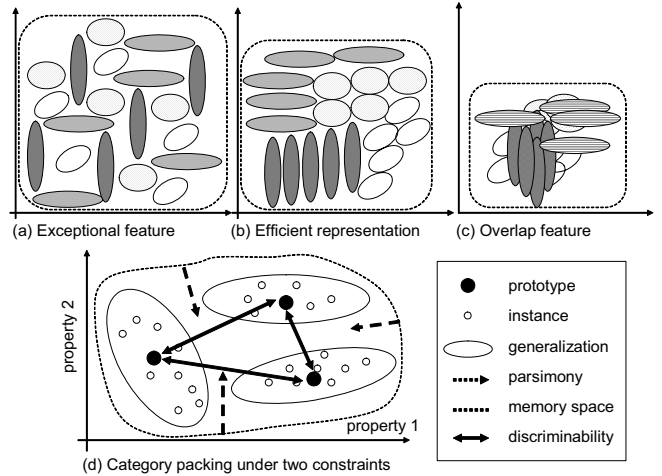 (a) Exceptional feature
(b) Efficient representation
(c) Overlap feature
property 2
property 1
(d) Category packing under two constraints
prototype
instance
generalization
parsimony
memory space
discriminability